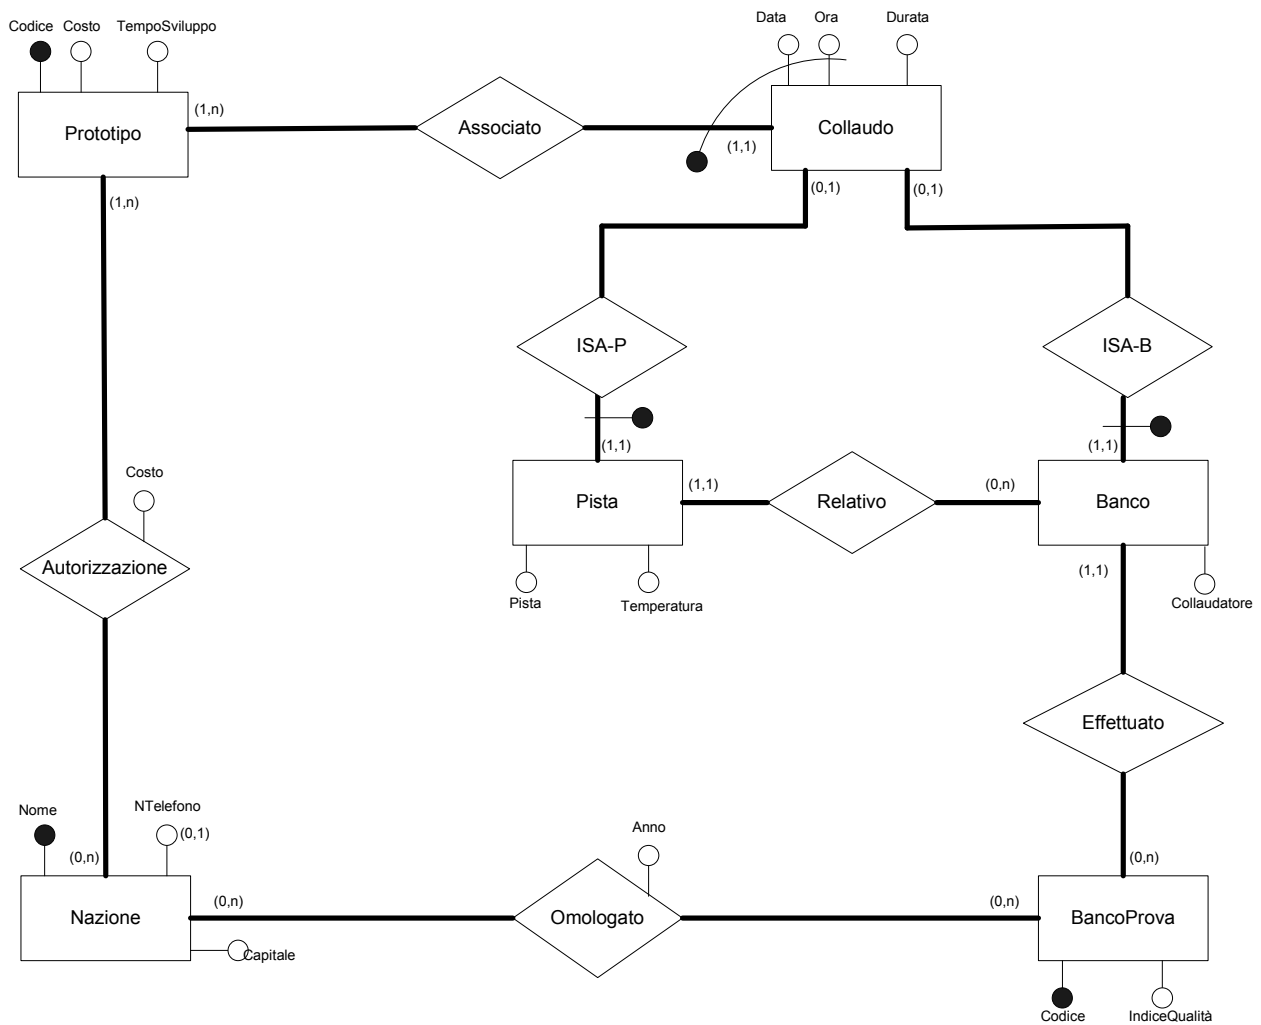 Codice
Costo
TempoSviluppo
Data
Ora
Durata
Prototipo
(1,n)
Associato
(1,1)
Collaudo
(1,n)
(0,1)
(0,1)
ISA-P
ISA-B
(1,1)
(1,1)
Costo
Pista
(1,1)
Relativo
(0,n)
Banco
Autorizzazione
(1,1)
Pista
Temperatura
Collaudatore
Effettuato
Nome
NTelefono
(0,1)
Anno
(0,n)
(0,n)
Nazione
(0,n)
Omologato
(0,n)
BancoProva
Capitale
Codice
IndiceQualità